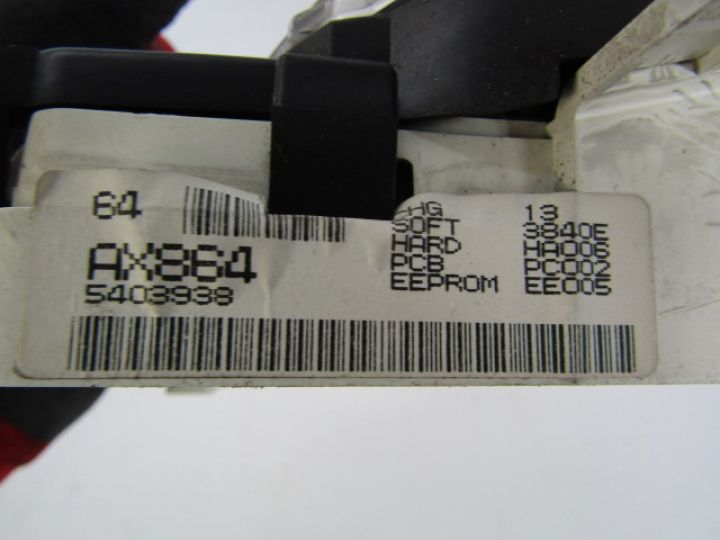 64
AX864
5403938
CHG 13
SOFT 3840E
HARD HA006
PCB PC002
EEPROM EE005